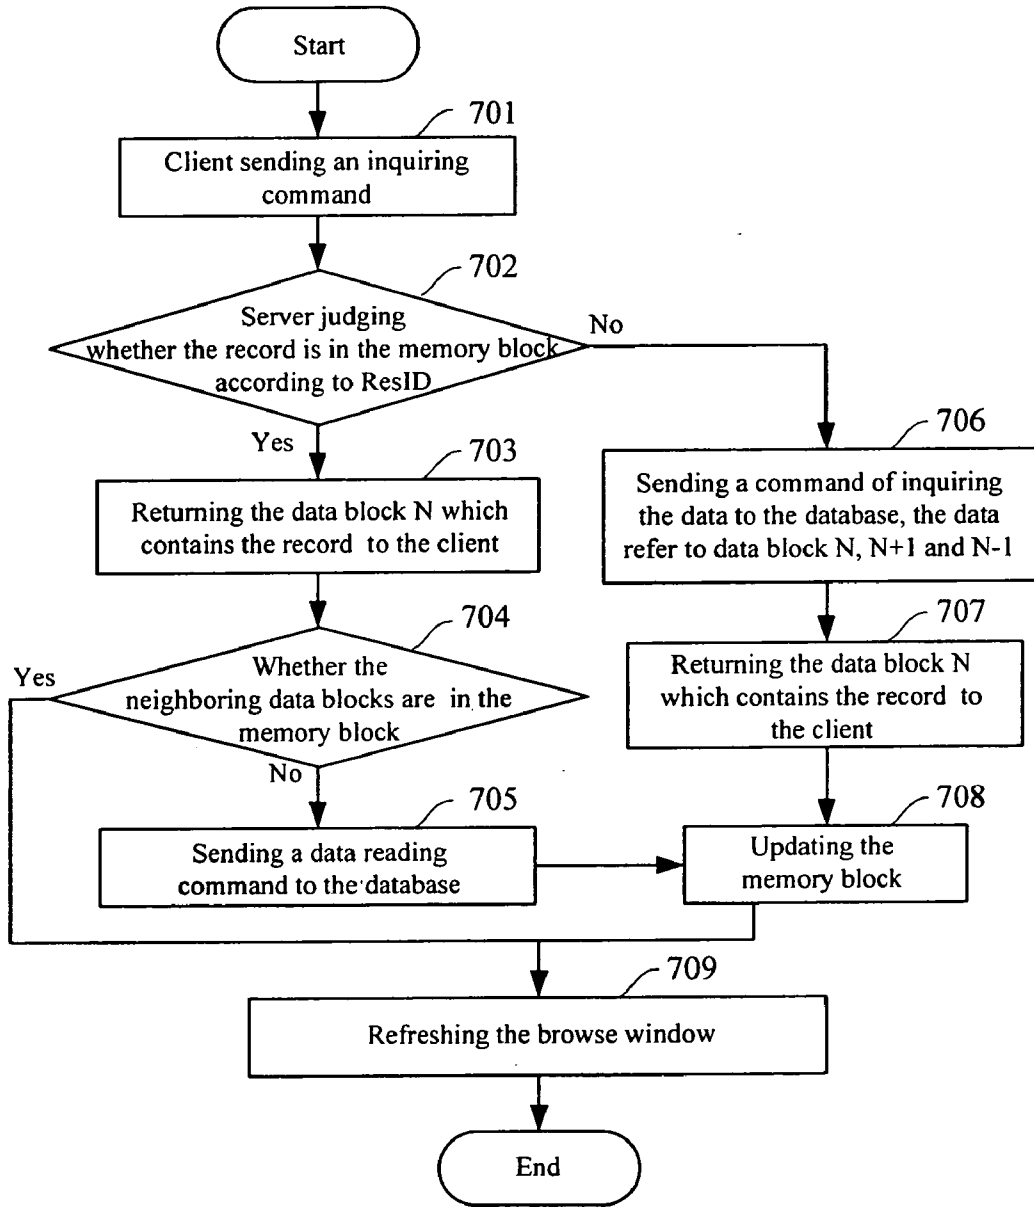 Start
701
Client sending an inquiring
command
702
Server judging
whether the record is in the memory block
according to ResID
No
Yes
703
Returning the data block N which
contains the record to the client
706
Sending a command of inquiring
the data to the database, the data
refer to data block N, N+1 and N-1
704
Yes
Whether the
neighboring data blocks are in the
memory block
No
707
Returning the data block N
which contains the record to
the client
705
Sending a data reading
command to the database
708
Updating the
memory block
709
Refreshing the browse window
End